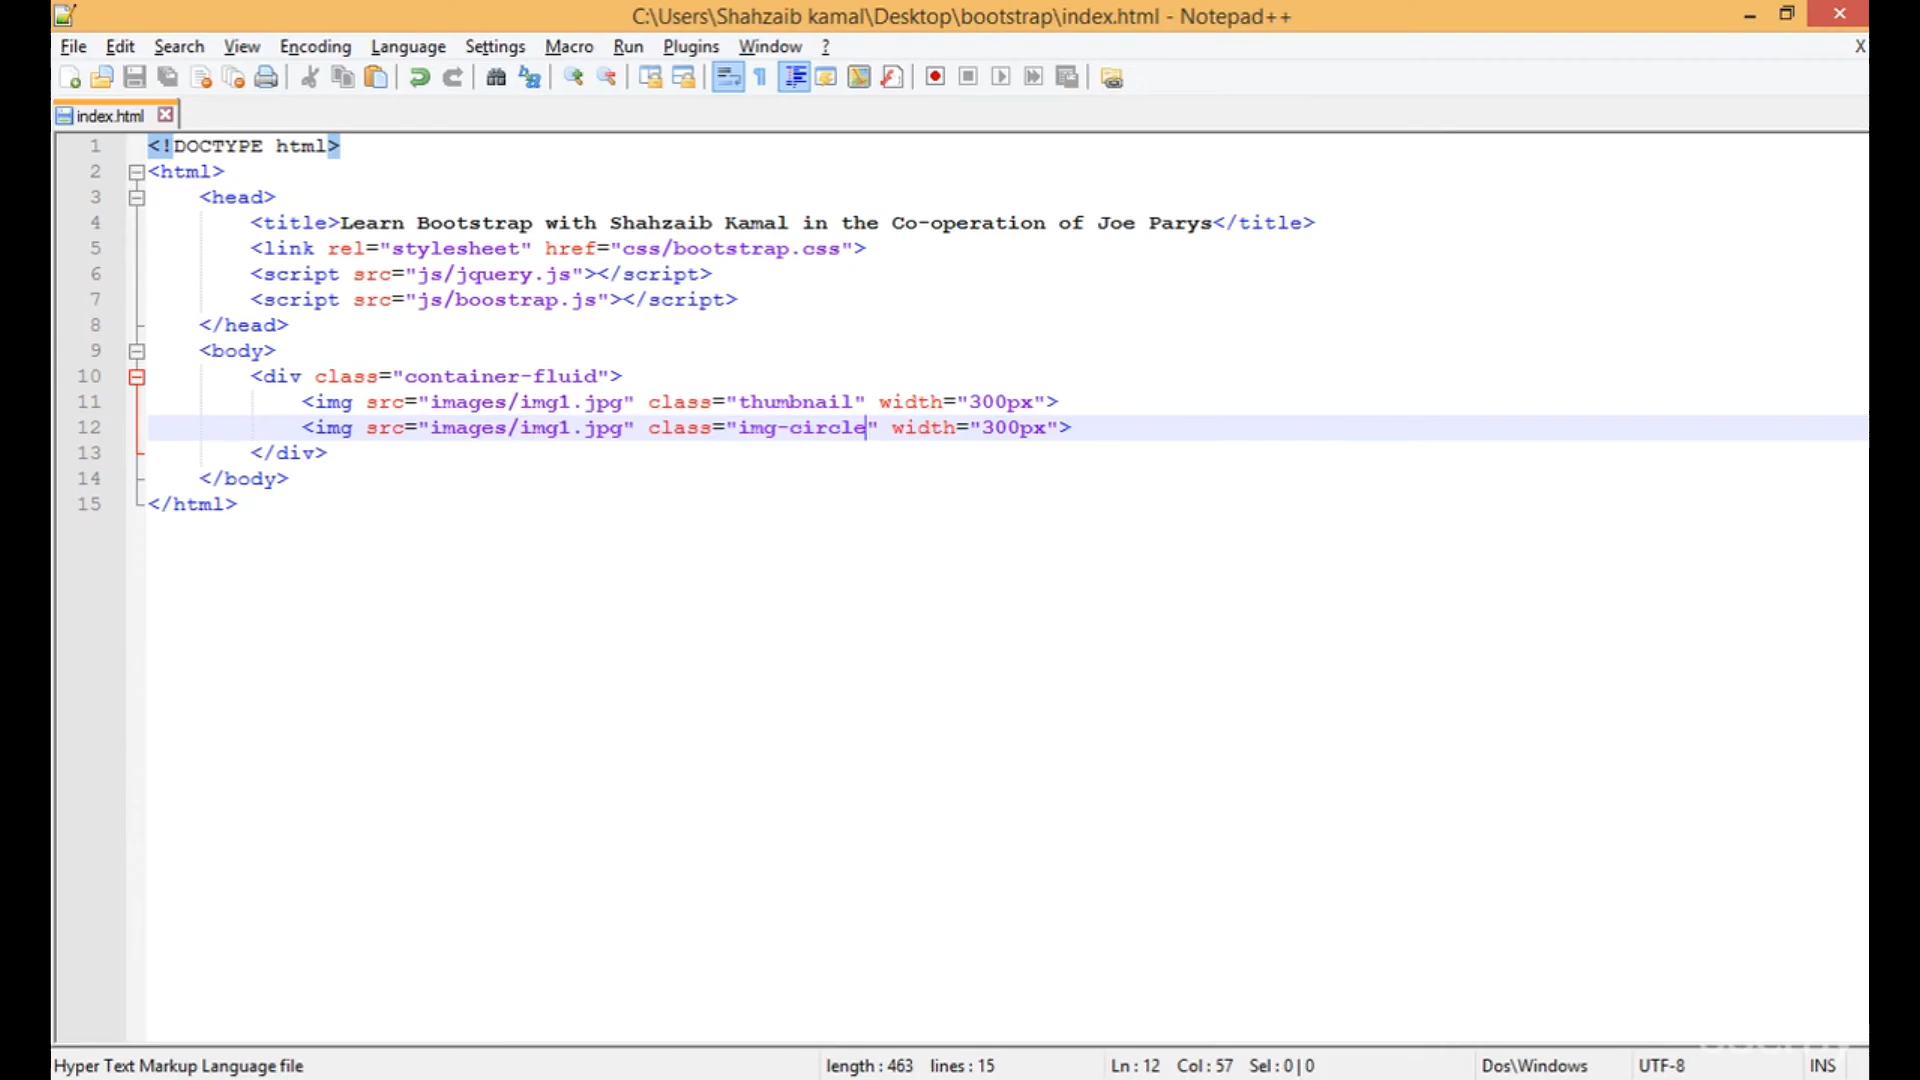 C:\Users\Shahzaib kamal\Desktop\bootstrap\index.html - Notepad++
File Edit Search View Encoding Language Settings Macro Run Plugins Window ? X
index.html
1 <!DOCTYPE html>
2 <html>
3 <head>
4 <title>Learn Bootstrap with Shahzaib Kamal in the Co-operation of Joe Parys</title>
5 <link rel="stylesheet" href="css/bootstrap.css">
6 <script src="js/jquery.js"></script>
7 <script src="js/boostrap.js"></script>
8 </head>
9 <body>
10 <div class="container-fluid">
11 <img src="images/img1.jpg" class="thumbnail" width="300px">
12 <img src="images/img1.jpg" class="img-circle" width="300px">
13 </div>
14 </body>
15 </html>
Hyper Text Markup Language file length : 463 lines : 15 Ln : 12 Col : 57 Sel : 0 | 0 Dos\Windows UTF-8 INS